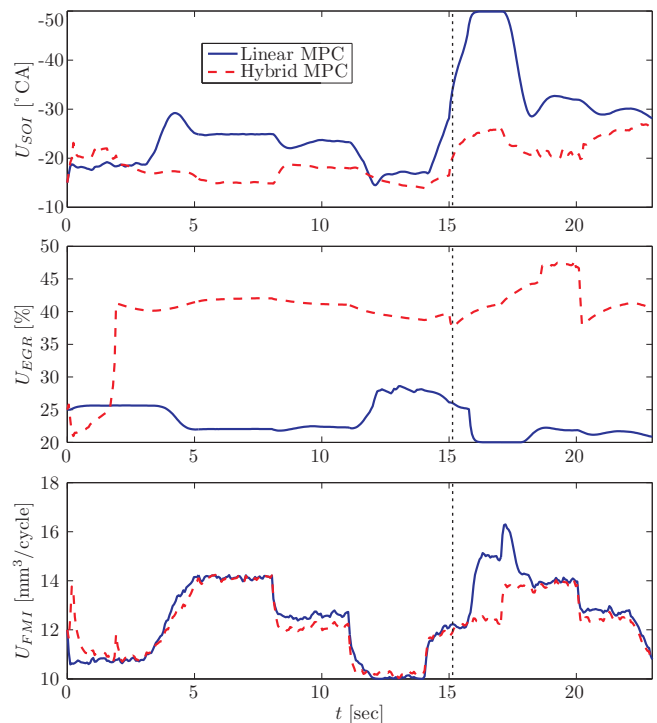 -50
-40
-30
-20
-10
U_SOI [°CA]
Linear MPC
Hybrid MPC
0 5 10 15 20
50
45
40
35
30
25
20
U_EGR [%]
0 5 10 15 20
18
16
14
12
10
U_FMI [mm³/cycle]
0 5 10 15 20
t [sec]